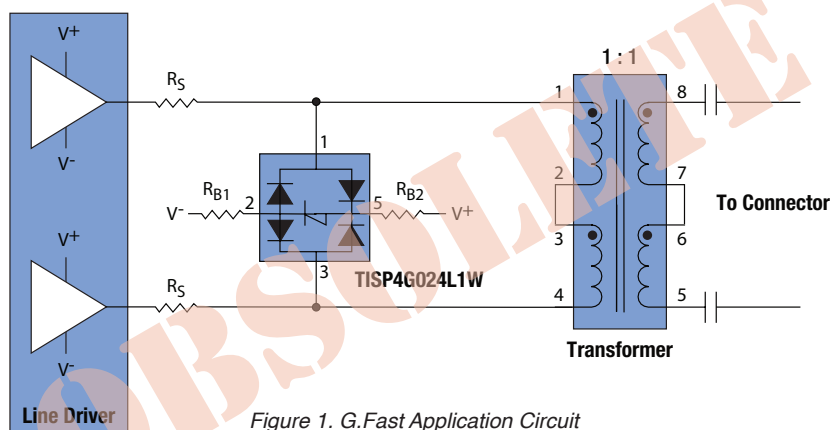 1 : 1
V+
RS
V-
1
8
1
2
7
RB1
2
5
RB2
V-
V+
To Connector
3
6
V+
3
TISP4G024L1W
RS
4
5
V-
Transformer
Line Driver
Figure 1. G.Fast Application Circuit
OBSOLETE